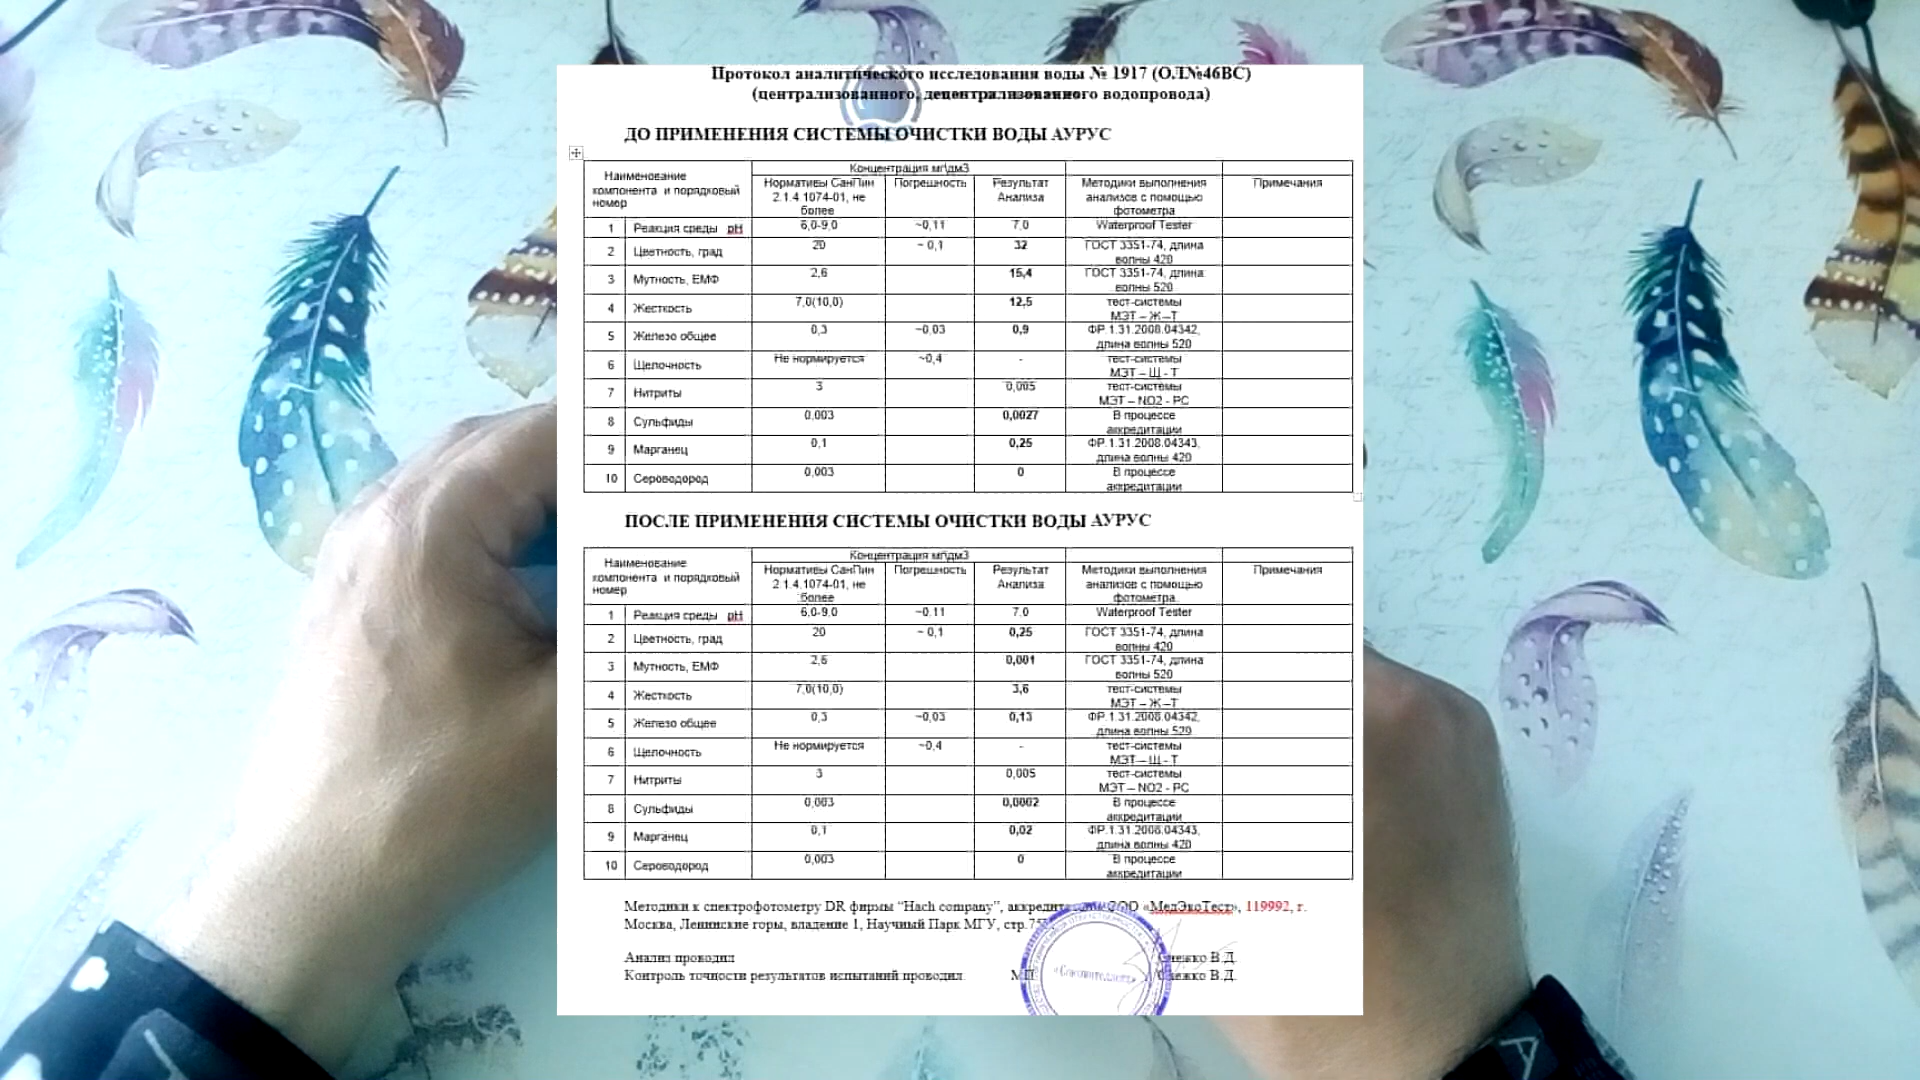 Протокол аналитического исследования воды № 1917 (ОЛ№46ВС)
(централизованного, децентрализованного водопровода)
ДО ПРИМЕНЕНИЯ СИСТЕМЫ ОЧИСТКИ ВОДЫ АУРУС
Наименование компонента и порядковый номер Концентрация мг\дм3
Нормативы СанПин 2.1.4.1074-01, не более Погрешность Результат Анализа Методики выполнения анализов с помощью фотометра Примечания
1 Реакция среды pH 6,0-9,0 ~0,11 7,0 Waterproof Tester
2 Цветность, град 20 ~ 0,1 32 ГОСТ 3351-74, длина волны 420
3 Мутность, ЕМФ 2,6 15,4 ГОСТ 3351-74, длина волны 520
4 Жесткость 7,0(10,0) 12,5 тест-системы МЭТ – Ж –Т
5 Железо общее 0,3 ~0,03 0,9 ФР.1.31.2008.04342, длина волны 520
6 Щелочность Не нормируется ~0,4 - тест-системы МЭТ – Щ - Т
7 Нитриты 3 0,005 тест-системы МЭТ – NO2 - РС
8 Сульфиды 0,003 0,0027 В процессе аккредитации
9 Марганец 0,1 0,25 ФР.1.31.2008.04343, длина волны 420
10 Сероводород 0,003 0 В процессе аккредитации
ПОСЛЕ ПРИМЕНЕНИЯ СИСТЕМЫ ОЧИСТКИ ВОДЫ АУРУС
Наименование компонента и порядковый номер Концентрация мг\дм3
Нормативы СанПин 2.1.4.1074-01, не более Погрешность Результат Анализа Методики выполнения анализов с помощью фотометра Примечания
1 Реакция среды pH 6,0-9,0 ~0,11 7,0 Waterproof Tester
2 Цветность, град 20 ~ 0,1 0,25 ГОСТ 3351-74, длина волны 420
3 Мутность, ЕМФ 2,6 0,001 ГОСТ 3351-74, длина волны 520
4 Жесткость 7,0(10,0) 3,6 тест-системы МЭТ – Ж –Т
5 Железо общее 0,3 ~0,03 0,13 ФР.1.31.2008.04342, длина волны 520
6 Щелочность Не нормируется ~0,4 - тест-системы МЭТ – Щ - Т
7 Нитриты 3 0,005 тест-системы МЭТ – NO2 - РС
8 Сульфиды 0,003 0,0002 В процессе аккредитации
9 Марганец 0,1 0,02 ФР.1.31.2008.04343, длина волны 420
10 Сероводород 0,003 0 В процессе аккредитации
Методики к спектрофотометру DR фирмы “Hach company”, ООО «МедЭкоТест», 119992, г.
Москва, Ленинские горы, владение 1, Научный Парк МГУ, стр.75
Анализ проводил Снежко В.Д.
Контроль точности результатов испытаний проводил МП Снежко В.Д.